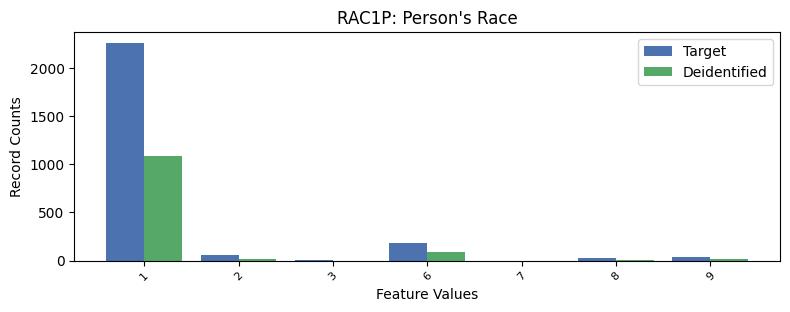 RAC1P: Person's Race
Target
Deidentified
Record Counts
2000
1500
1000
500
0
1
2
3
6
7
8
9
Feature Values